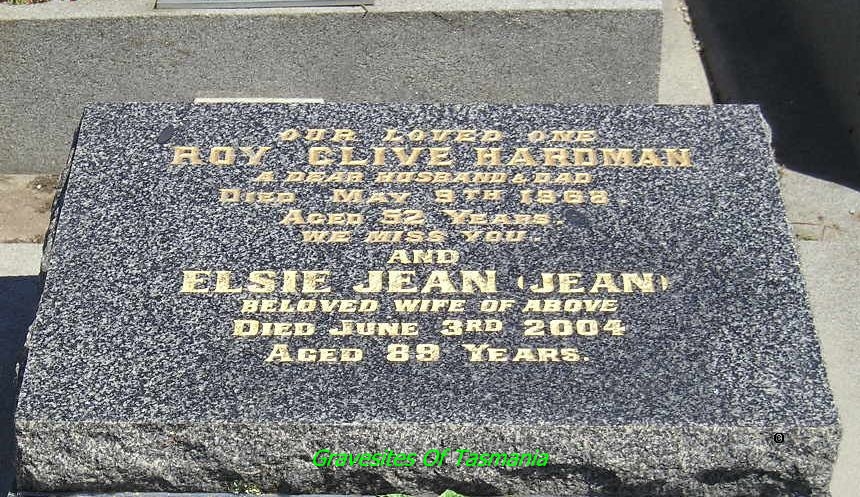 OUR LOVED ONE
ROY CLIVE HARDMAN
A DEAR HUSBAND & DAD
DIED MAY 9TH 1968.
AGED 52 YEARS.
WE MISS YOU.
AND
ELSIE JEAN (JEAN)
BELOVED WIFE OF ABOVE
DIED JUNE 3RD 2004
AGED 89 YEARS.
Gravesites Of Tasmania